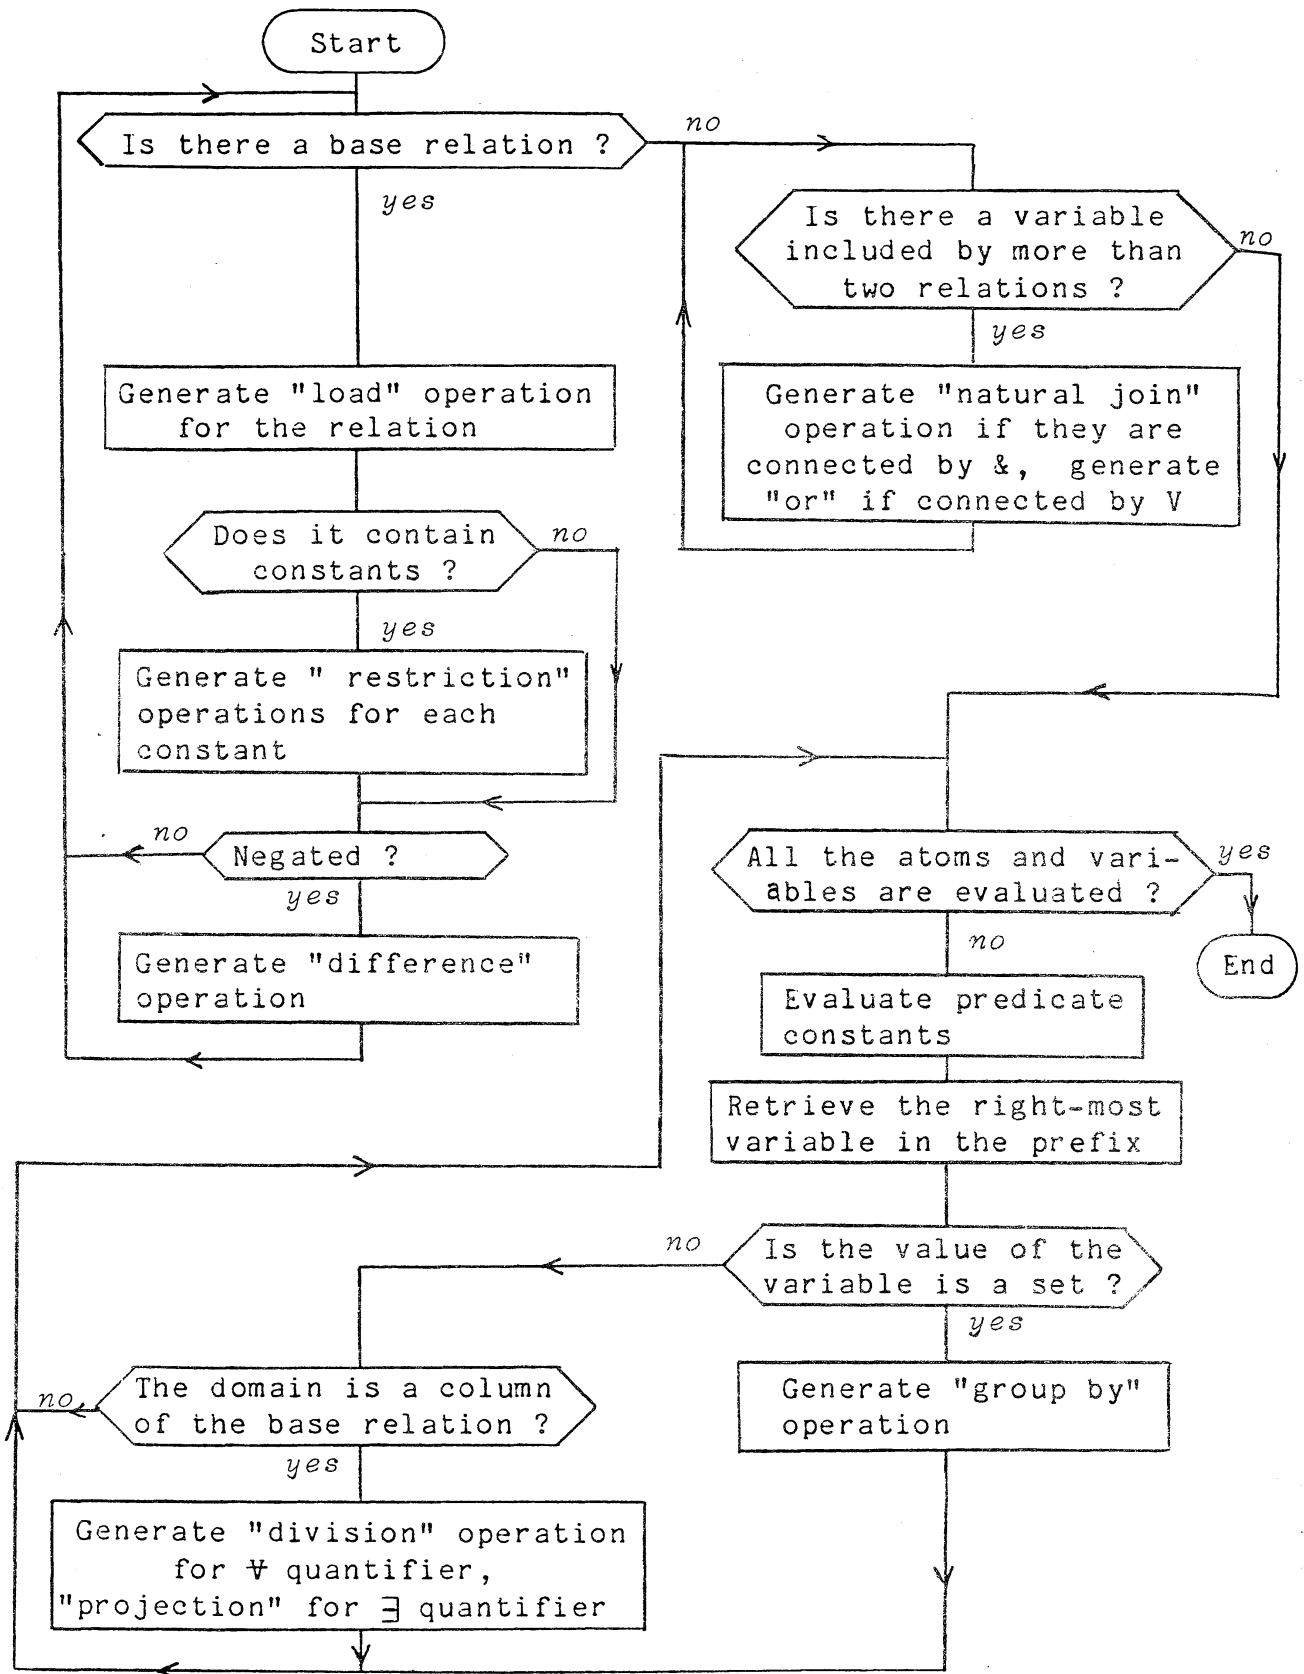 Start
Is there a base relation ?
no
yes
Is there a variable
included by more than
two relations ?
no
yes
Generate "natural join"
operation if they are
connected by &, generate
"or" if connected by V
Generate "load" operation
for the relation
Does it contain
constants ?
no
yes
Generate " restriction"
operations for each
constant
Negated ?
no
yes
Generate "difference"
operation
All the atoms and vari-
ables are evaluated ?
yes
End
no
Evaluate predicate
constants
Retrieve the right-most
variable in the prefix
Is the value of the
variable is a set ?
no
yes
Generate "group by"
operation
The domain is a column
of the base relation ?
no
yes
Generate "division" operation
for ∀ quantifier,
"projection" for ∃ quantifier